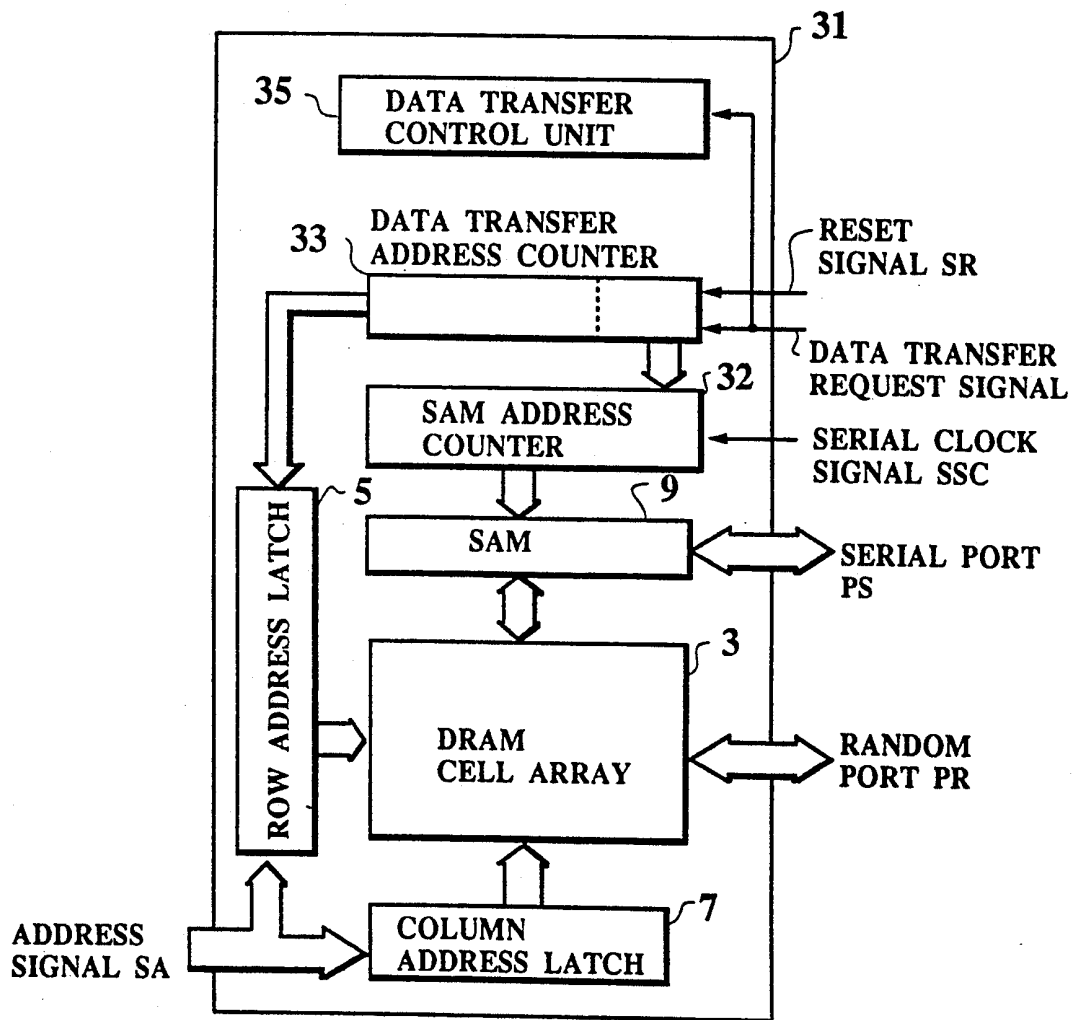 31
35
DATA TRANSFER
CONTROL UNIT
DATA TRANSFER
ADDRESS COUNTER
33
RESET
SIGNAL SR
DATA TRANSFER
REQUEST SIGNAL
32
SAM ADDRESS
COUNTER
SERIAL CLOCK
SIGNAL SSC
5
9
SAM
SERIAL PORT
PS
ROW ADDRESS LATCH
3
DRAM
CELL ARRAY
RANDOM
PORT PR
7
COLUMN
ADDRESS LATCH
ADDRESS
SIGNAL SA